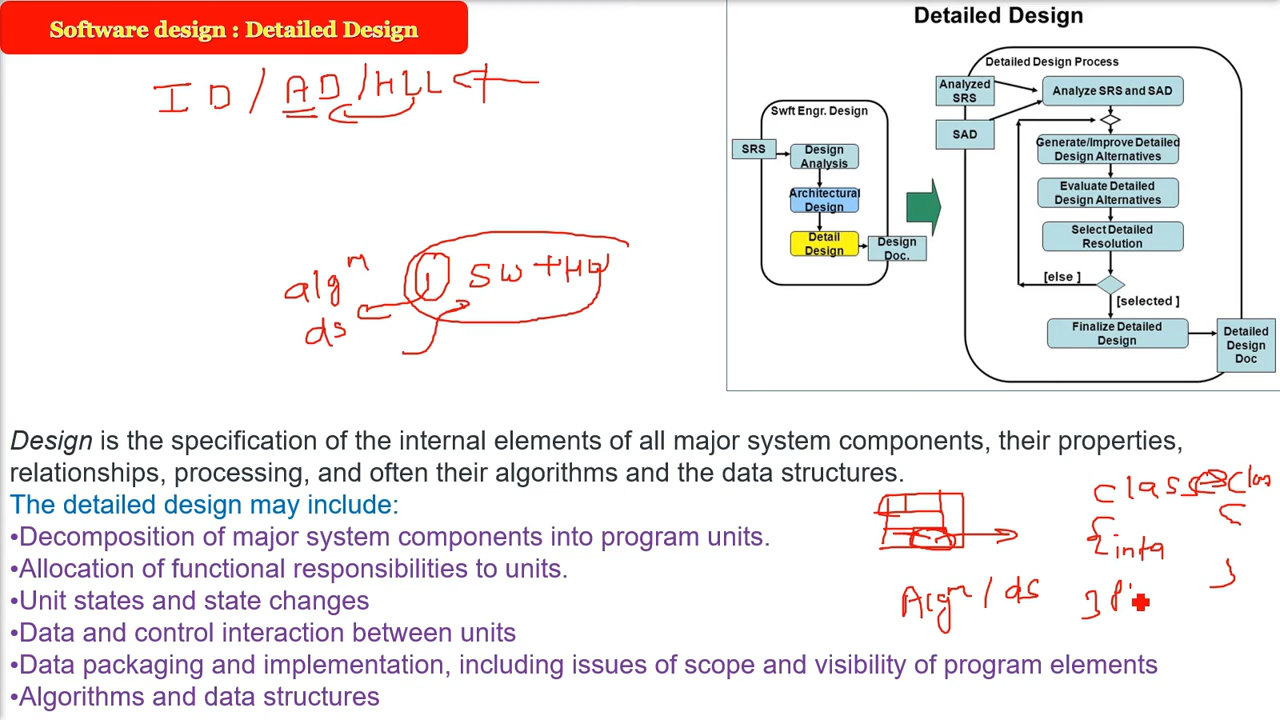 Software design : Detailed Design
ID / AD / HLL
alg^m
ds
1 SW + HW
Detailed Design
Swft Engr. Design
SRS
Design
Analysis
Architectural
Design
Detail
Design
Design
Doc.
Detailed Design Process
Analyzed
SRS
SAD
Analyze SRS and SAD
Generate/Improve Detailed
Design Alternatives
Evaluate Detailed
Design Alternatives
Select Detailed
Resolution
[else ]
[selected ]
Finalize Detailed
Design
Detailed
Design
Doc
Design is the specification of the internal elements of all major system components, their properties,
relationships, processing, and often their algorithms and the data structures.
The detailed design may include:
•Decomposition of major system components into program units.
•Allocation of functional responsibilities to units.
•Unit states and state changes
•Data and control interaction between units
•Data packaging and implementation, including issues of scope and visibility of program elements
•Algorithms and data structures
Alg^m / ds
class clas
{
{ int a
}
}